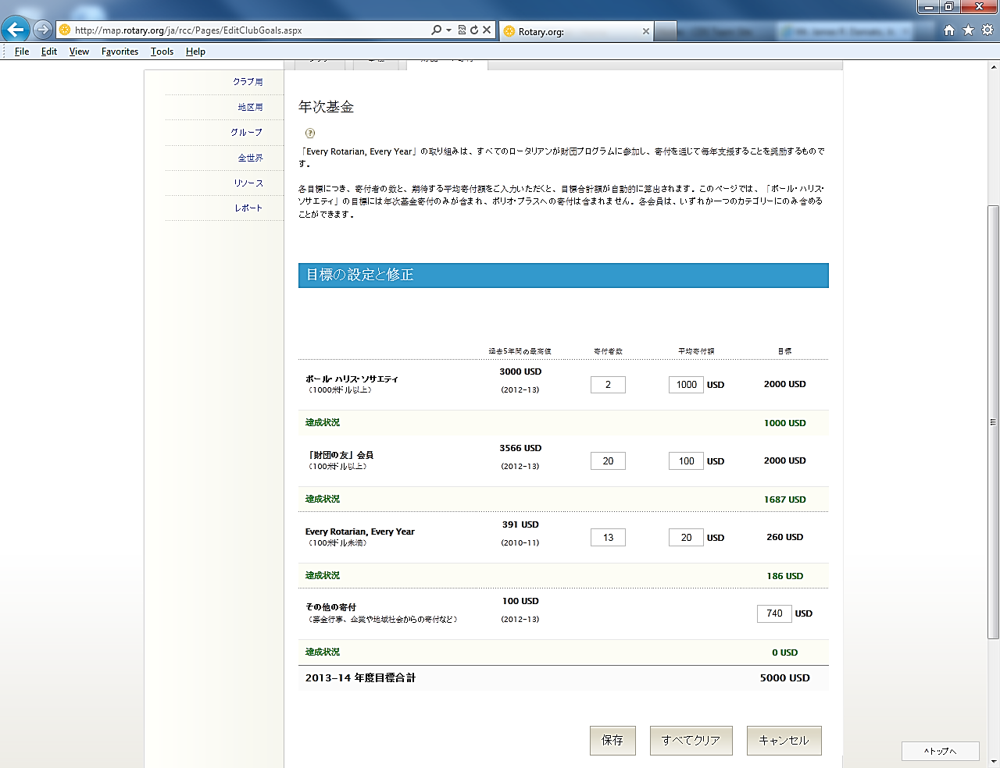 http://map.rotary.org/ja/rcc/Pages/EditClubGoals.aspx
Rotary.org:
File Edit View Favorites Tools Help
クラブ用
地区用
グループ
全世界
リソース
レポート
年次基金
?
「Every Rotarian, Every Year」の取り組みは、すべてのロータリアンが財団プログラムに参加し、寄付を通じて毎年支援することを奨励するもので
す。
各目標につき、寄付者の数と、期待する平均寄付額をご入力いただくと、目標合計額が自動的に算出されます。このページでは、「ポール・ハリス・
ソサエティ」の目標には年次基金寄付のみが含まれ、ポリオ・プラスへの寄付は含まれません。各会員は、いずれか一つのカテゴリーにのみ含める
ことができます。
目標の設定と修正
過去5年間の最高値 寄付者数 平均寄付額 目標
ポール・ハリス・ソサエティ
（1000米ドル以上）
3000 USD
(2012-13)
2 1000 USD 2000 USD
達成状況 1000 USD
「財団の友」会員
（100米ドル以上）
3566 USD
(2012-13)
20 100 USD 2000 USD
達成状況 1687 USD
Every Rotarian, Every Year
（100米ドル未満）
391 USD
(2010-11)
13 20 USD 260 USD
達成状況 186 USD
その他の寄付
（募金行事、企業や地域社会からの寄付など）
100 USD
(2012-13)
740 USD
達成状況 0 USD
2013-14 年度目標合計 5000 USD
保存 すべてクリア キャンセル
^トップへ